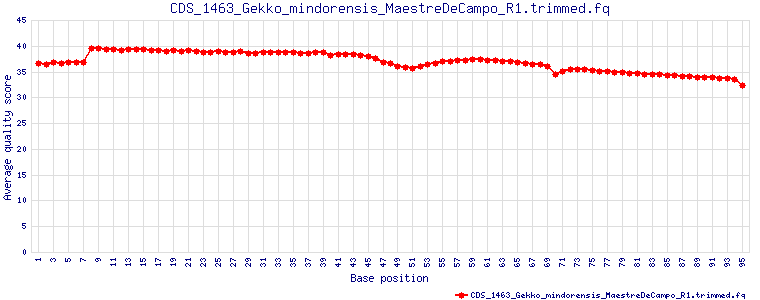 CDS_1463_Gekko_mindorensis_MaestreDeCampo_R1.trimmed.fq
Average quality score
45
40
35
30
25
20
15
10
5
0
1 3 5 7 9 11 13 15 17 19 21 23 25 27 29 31 33 35 37 39 41 43 45 47 49 51 53 55 57 59 61 63 65 67 69 71 73 75 77 79 81 83 85 87 89 91 93 95
Base position
CDS_1463_Gekko_mindorensis_MaestreDeCampo_R1.trimmed.fq